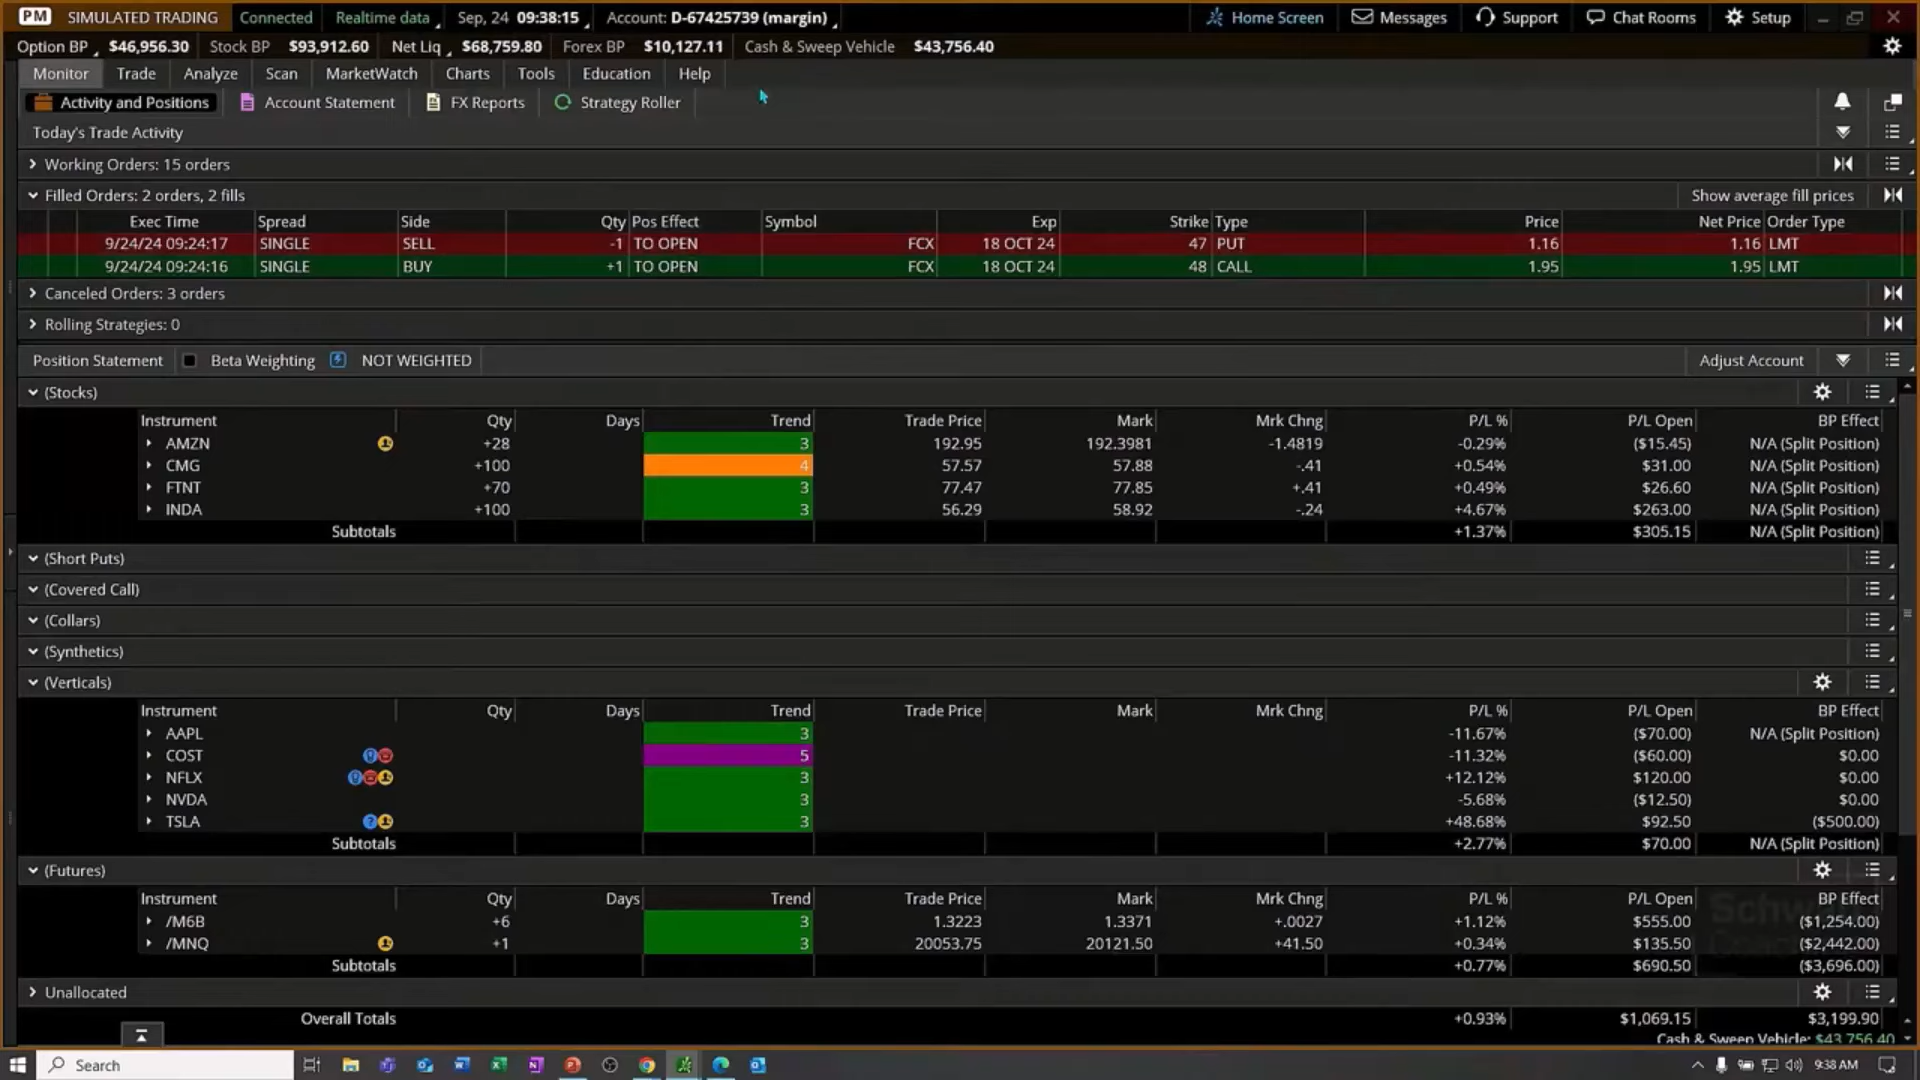 PM SIMULATED TRADING Connected Realtime data Sep, 24 09:38:15 Account: D-67425739 (margin) Home Screen Messages Support Chat Rooms Setup
Option BP $46,956.30 Stock BP $93,912.60 Net Liq $68,759.80 Forex BP $10,127.11 Cash & Sweep Vehicle $43,756.40
Monitor Trade Analyze Scan MarketWatch Charts Tools Education Help
Activity and Positions Account Statement FX Reports Strategy Roller
Today's Trade Activity
Working Orders: 15 orders
Filled Orders: 2 orders, 2 fills Show average fill prices
Exec Time Spread Side Qty Pos Effect Symbol Exp Strike Type Price Net Price Order Type
9/24/24 09:24:17 SINGLE SELL -1 TO OPEN FCX 18 OCT 24 47 PUT 1.16 1.16 LMT
9/24/24 09:24:16 SINGLE BUY +1 TO OPEN FCX 18 OCT 24 48 CALL 1.95 1.95 LMT
Canceled Orders: 3 orders
Rolling Strategies: 0
Position Statement Beta Weighting NOT WEIGHTED Adjust Account
(Stocks)
Instrument Qty Days Trend Trade Price Mark Mrk Chng P/L % P/L Open BP Effect
AMZN +28 3 192.95 192.3981 -1.4819 -0.29% ($15.45) N/A (Split Position)
CMG +100 4 57.57 57.88 -.41 +0.54% $31.00 N/A (Split Position)
FTNT +70 3 77.47 77.85 +.41 +0.49% $26.60 N/A (Split Position)
INDA +100 3 56.29 58.92 -.24 +4.67% $263.00 N/A (Split Position)
Subtotals +1.37% $305.15 N/A (Split Position)
(Short Puts)
(Covered Call)
(Collars)
(Synthetics)
(Verticals)
Instrument Qty Days Trend Trade Price Mark Mrk Chng P/L % P/L Open BP Effect
AAPL 3 -11.67% ($70.00) N/A (Split Position)
COST 5 -11.32% ($60.00) $0.00
NFLX 3 +12.12% $120.00 $0.00
NVDA 3 -5.68% ($12.50) $0.00
TSLA 3 +48.68% $92.50 ($500.00)
Subtotals +2.77% $70.00 N/A (Split Position)
(Futures)
Instrument Qty Days Trend Trade Price Mark Mrk Chng P/L % P/L Open BP Effect
/M6B +6 3 1.3223 1.3371 +.0027 +1.12% $555.00 ($1,254.00)
/MNQ +1 3 20053.75 20121.50 +41.50 +0.34% $135.50 ($2,442.00)
Subtotals +0.77% $690.50 ($3,696.00)
Unallocated
Overall Totals +0.93% $1,069.15 $3,199.90
Cash & Sweep Vehicle: $43,756.40
Search 9:38 AM